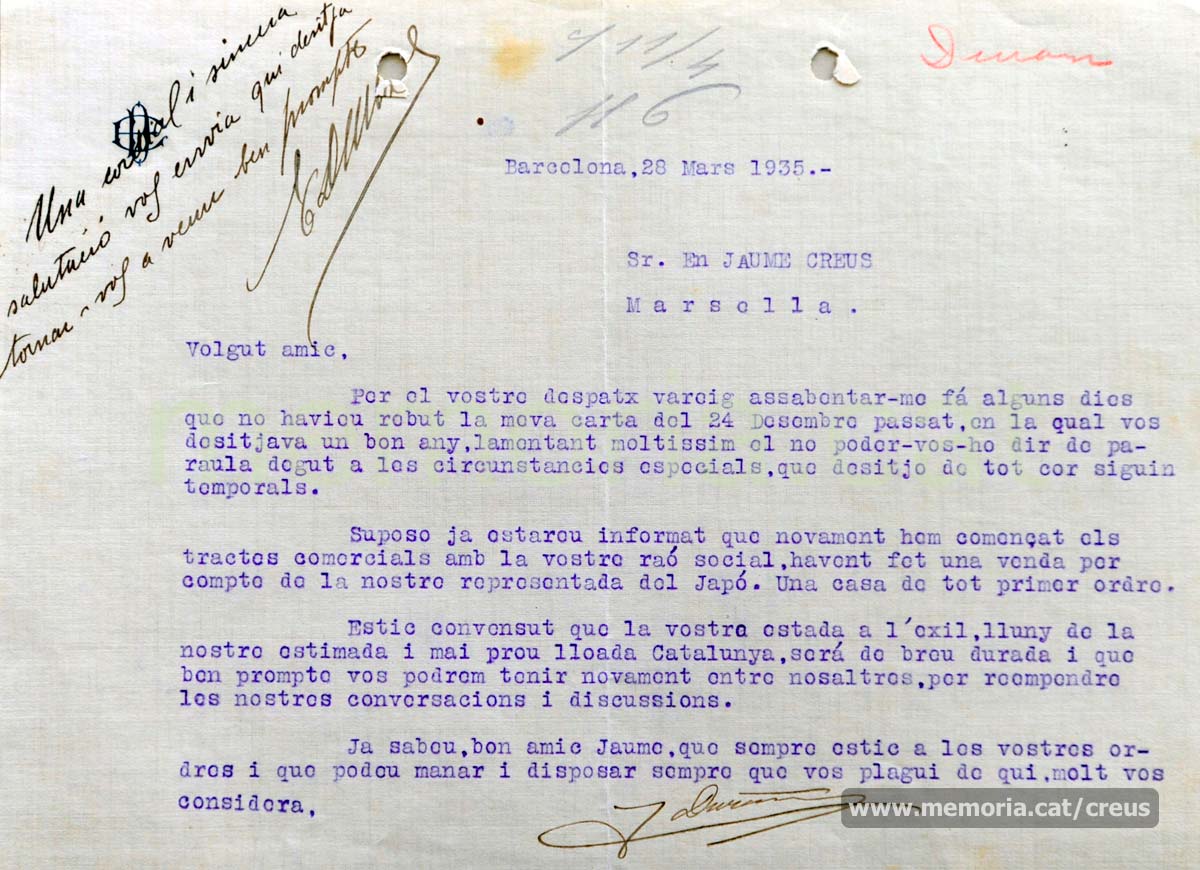 Una cordial i sincera
salutació vos envia qui desitja
tornar-vos a veure ben prompte
11/4
116
Duran
Barcelona,28 Mars 1935.-
Sr. En JAUME CREUS
Marsella.
Volgut amic,
Per el vostre despatx vareig assabentar-me fá alguns dies
que no havieu rebut la meva carta del 24 Desembre passat,en la qual vos
desitjava un bon any,lamentant moltissim el no poder-vos-ho dir de pa-
raula degut a les circunstancies especials,que desitjo de tot cor siguin
temporals.
Suposo ja estareu informat que novament hem començat els
tractes comercials amb la vostre raó social,havent fet una venda per
compte de la nostre representada del Japó. Una casa de tot primer ordre.
Estic convensut que la vostra estada a l'exil,lluny de la
nostre estimada i mai prou lloada Catalunya,será de breu durada i que
ben prompte vos podrem tenir novament entre nosaltres,per reempendre
les nostres conversacions i discussions.
Ja sabeu,bon amic Jaume,que sempre estic a les vostres or-
dres i que podeu manar i disposar sempre que vos plagui de qui,molt vos
considera,
J Duran
www.memoria.cat/creus